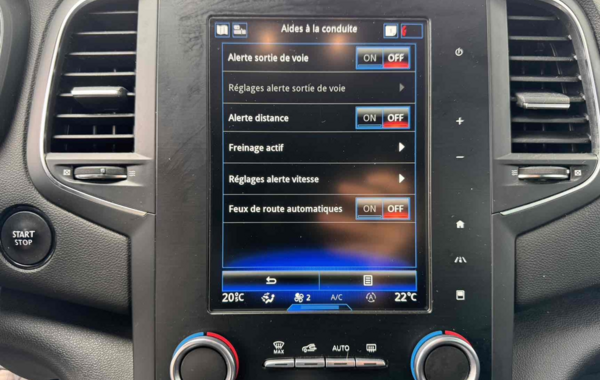 Aides à la conduite
Alerte sortie de voie ON OFF
Réglages alerte sortie de voie
Alerte distance ON OFF
Freinage actif
Réglages alerte vitesse
Feux de route automatiques ON OFF
20°C 2 A/C 22°C
START
STOP
MAX AUTO